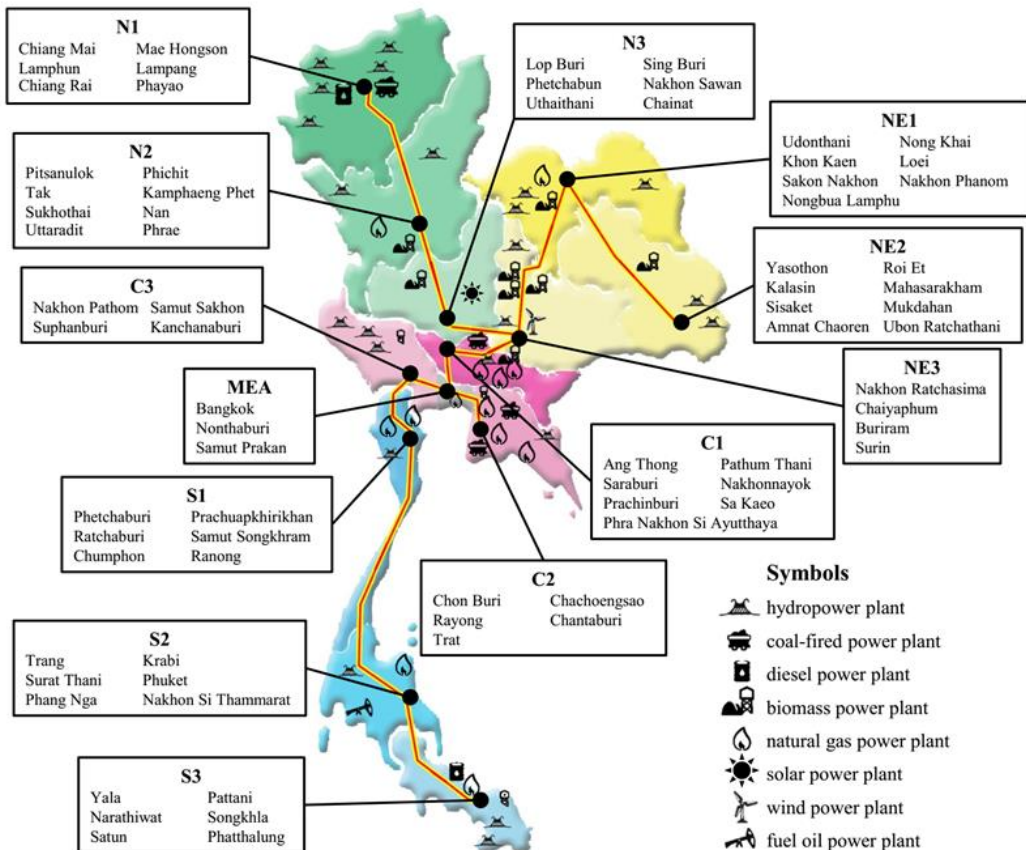 N1
Chiang Mai Mae Hongson
Lamphun Lampang
Chiang Rai Phayao
N3
Lop Buri Sing Buri
Phetchabun Nakhon Sawan
Uthaithani Chainat
NE1
Udonthani Nong Khai
Khon Kaen Loei
Sakon Nakhon Nakhon Phanom
Nongbua Lamphu
N2
Pitsanulok Phichit
Tak Kamphaeng Phet
Sukhothai Nan
Uttaradit Phrae
NE2
Yasothon Roi Et
Kalasin Mahasarakham
Sisaket Mukdahan
Amnat Chaoren Ubon Ratchathani
C3
Nakhon Pathom Samut Sakhon
Suphanburi Kanchanaburi
NE3
Nakhon Ratchasima
Chaiyaphum
Buriram
Surin
MEA
Bangkok
Nonthaburi
Samut Prakan
C1
Ang Thong Pathum Thani
Saraburi Nakhonnayok
Prachinburi Sa Kaeo
Phra Nakhon Si Ayutthaya
S1
Phetchaburi Prachuapkhirikhan
Ratchaburi Samut Songkhram
Chumphon Ranong
C2
Chon Buri Chachoengsao
Rayong Chantaburi
Trat
S2
Trang Krabi
Surat Thani Phuket
Phang Nga Nakhon Si Thammarat
S3
Yala Pattani
Narathiwat Songkhla
Satun Phatthalung
Symbols
hydropower plant
coal-fired power plant
diesel power plant
biomass power plant
natural gas power plant
solar power plant
wind power plant
fuel oil power plant